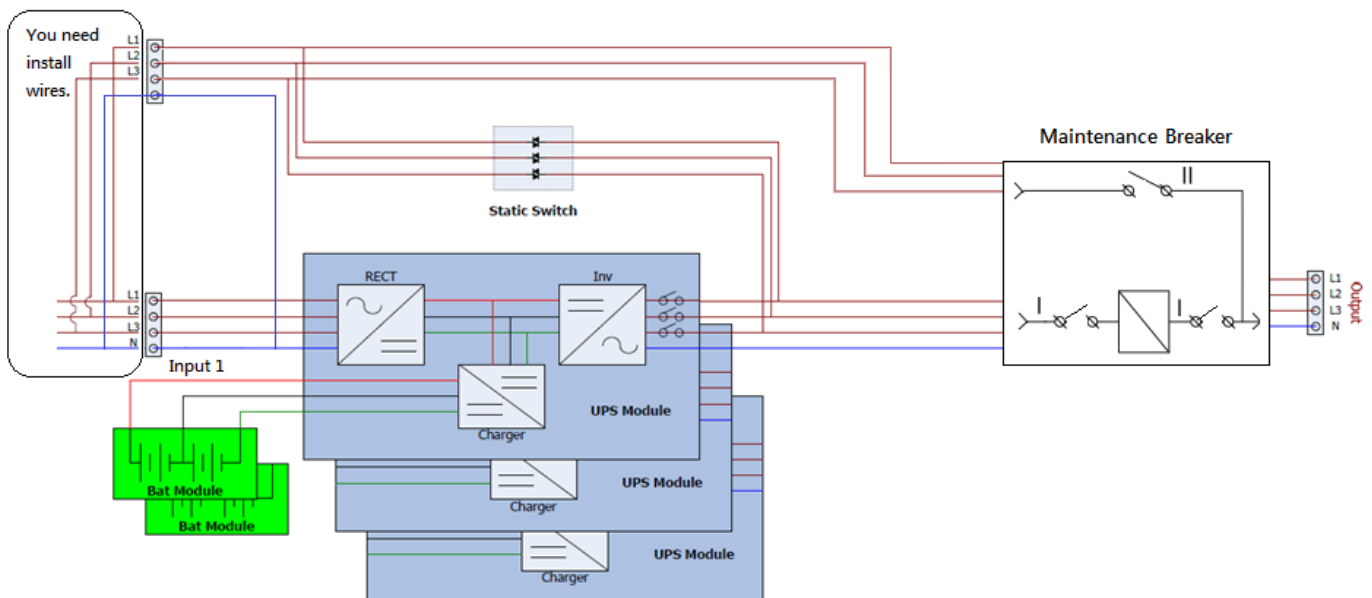 You need
install
wires.
L1
L2
L3
Static Switch
Maintenance Breaker
II
I
I
L1
L2
L3
N
Output
L1
L2
L3
N
Input 1
RECT
Inv
Charger
UPS Module
Charger
UPS Module
Charger
UPS Module
Bat Module
Bat Module